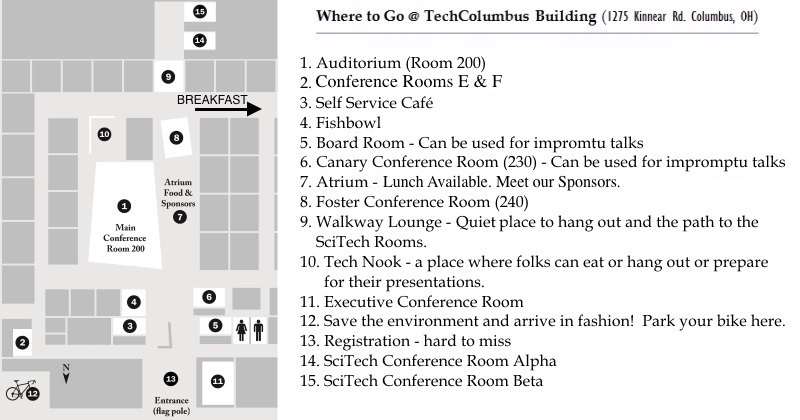 Where to Go @ TechColumbus Building (1275 Kinnear Rd. Columbus, OH)
15
14
9
BREAKFAST
10
8
Atrium
Food &
Sponsors
7
1
Main
Conference
Room 200
4
6
3
5
2
N
13
11
12
Entrance
(flag pole)
1. Auditorium (Room 200)
2. Conference Rooms E & F
3. Self Service Café
4. Fishbowl
5. Board Room - Can be used for impromtu talks
6. Canary Conference Room (230) - Can be used for impromptu talks
7. Atrium - Lunch Available. Meet our Sponsors.
8. Foster Conference Room (240)
9. Walkway Lounge - Quiet place to hang out and the path to the
SciTech Rooms.
10. Tech Nook - a place where folks can eat or hang out or prepare
for their presentations.
11. Executive Conference Room
12. Save the environment and arrive in fashion! Park your bike here.
13. Registration - hard to miss
14. SciTech Conference Room Alpha
15. SciTech Conference Room Beta